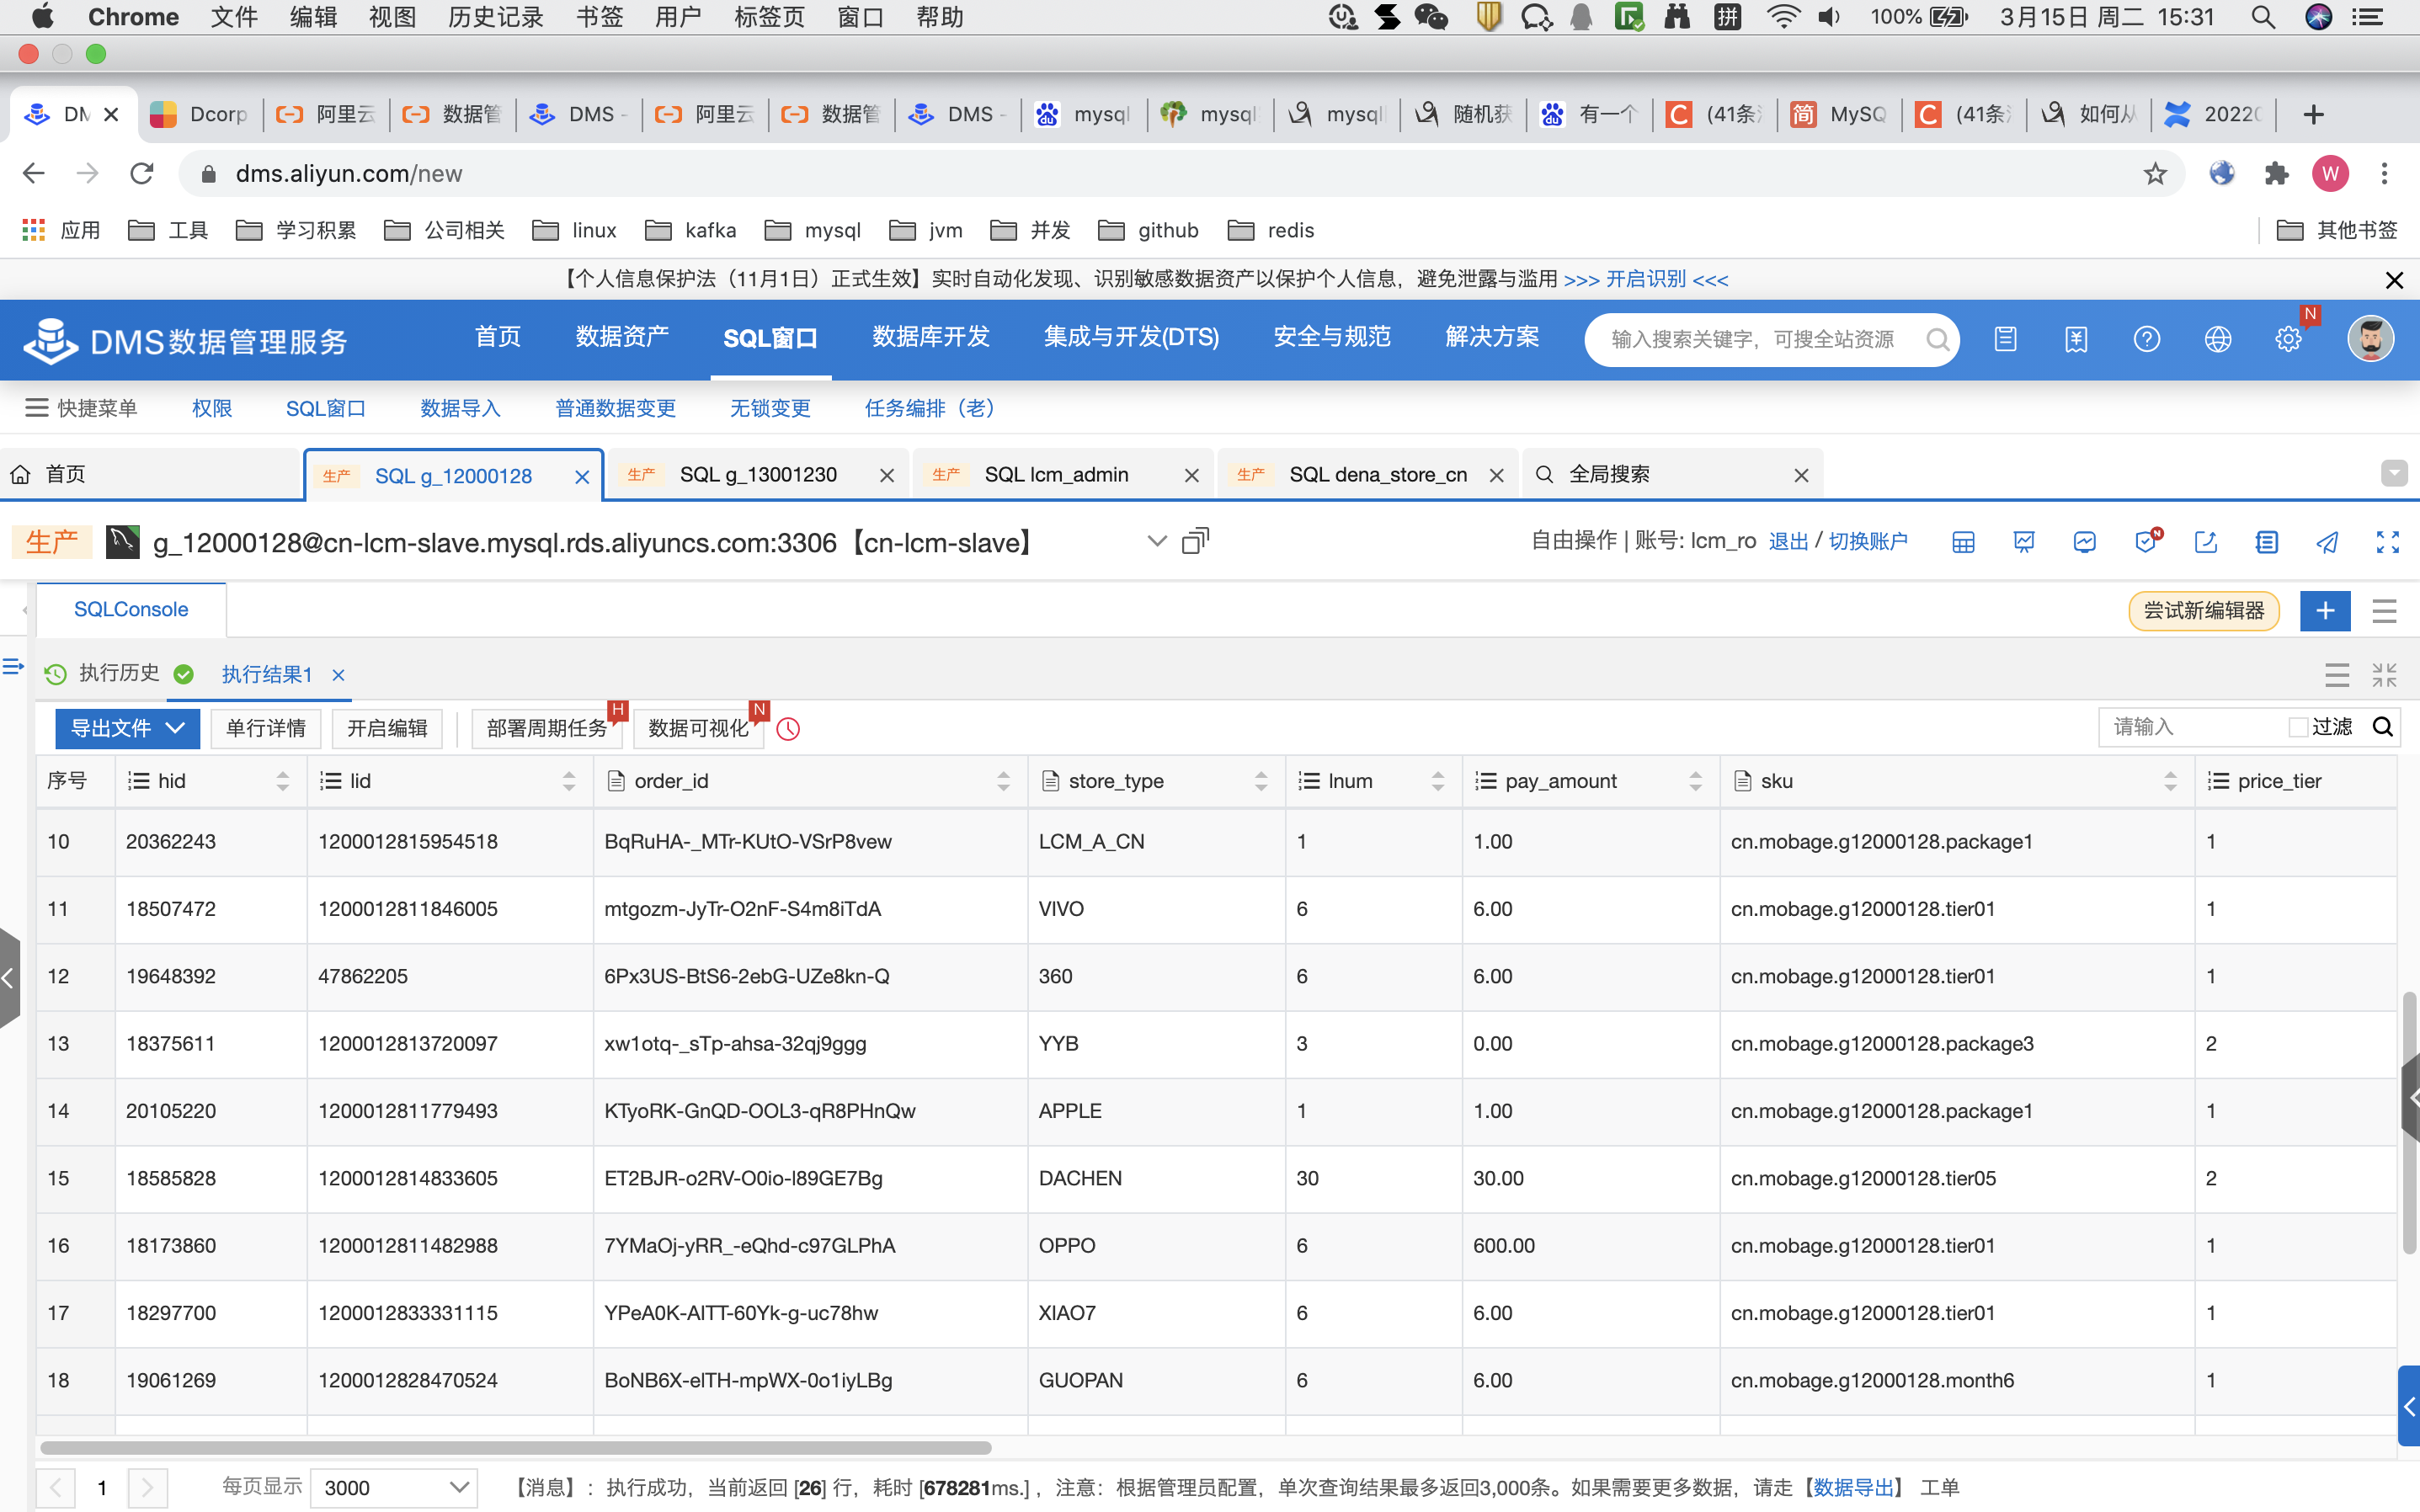 Chrome 文件 编辑 视图 历史记录 书签 用户 标签页 窗口 帮助 拼 100% 3月15日 周二 15:31
DM Dcorp 阿里云 数据管 DMS - 阿里云 数据管 DMS - mysql mysql mysql 随机获 有一个 (41条 MySQ (41条 如何从 2022
dms.aliyun.com/new W
应用 工具 学习积累 公司相关 linux kafka mysql jvm 并发 github redis 其他书签
【个人信息保护法（11月1日）正式生效】实时自动化发现、识别敏感数据资产以保护个人信息，避免泄露与滥用 >>> 开启识别 <<<
DMS数据管理服务 首页 数据资产 SQL窗口 数据库开发 集成与开发(DTS) 安全与规范 解决方案 输入搜索关键字，可搜全站资源 N
快捷菜单 权限 SQL窗口 数据导入 普通数据变更 无锁变更 任务编排（老）
首页 生产 SQL g_12000128 生产 SQL g_13001230 生产 SQL lcm_admin 生产 SQL dena_store_cn 全局搜索
生产 g_12000128@cn-lcm-slave.mysql.rds.aliyuncs.com:3306【cn-lcm-slave】 自由操作 | 账号: lcm_ro 退出 / 切换账户 N
SQLConsole 尝试新编辑器
执行历史 执行结果1
导出文件 单行详情 开启编辑 部署周期任务 H 数据可视化 N 请输入 过滤
序号 hid lid order_id store_type lnum pay_amount sku price_tier
10 20362243 1200012815954518 BqRuHA-_MTr-KUtO-VSrP8vew LCM_A_CN 1 1.00 cn.mobage.g12000128.package1 1
11 18507472 1200012811846005 mtgozm-JyTr-O2nF-S4m8iTdA VIVO 6 6.00 cn.mobage.g12000128.tier01 1
12 19648392 47862205 6Px3US-BtS6-2ebG-UZe8kn-Q 360 6 6.00 cn.mobage.g12000128.tier01 1
13 18375611 1200012813720097 xw1otq-_sTp-ahsa-32qj9ggg YYB 3 0.00 cn.mobage.g12000128.package3 2
14 20105220 1200012811779493 KTyoRK-GnQD-OOL3-qR8PHnQw APPLE 1 1.00 cn.mobage.g12000128.package1 1
15 18585828 1200012814833605 ET2BJR-o2RV-O0io-l89GE7Bg DACHEN 30 30.00 cn.mobage.g12000128.tier05 2
16 18173860 1200012811482988 7YMaOj-yRR_-eQhd-c97GLPhA OPPO 6 600.00 cn.mobage.g12000128.tier01 1
17 18297700 1200012833331115 YPeA0K-AITT-60Yk-g-uc78hw XIAO7 6 6.00 cn.mobage.g12000128.tier01 1
18 19061269 1200012828470524 BoNB6X-elTH-mpWX-0o1iyLBg GUOPAN 6 6.00 cn.mobage.g12000128.month6 1
1 每页显示 3000 【消息】：执行成功，当前返回 [26] 行，耗时 [678281ms.]，注意：根据管理员配置，单次查询结果最多返回3,000条。如果需要更多数据，请走【数据导出】 工单